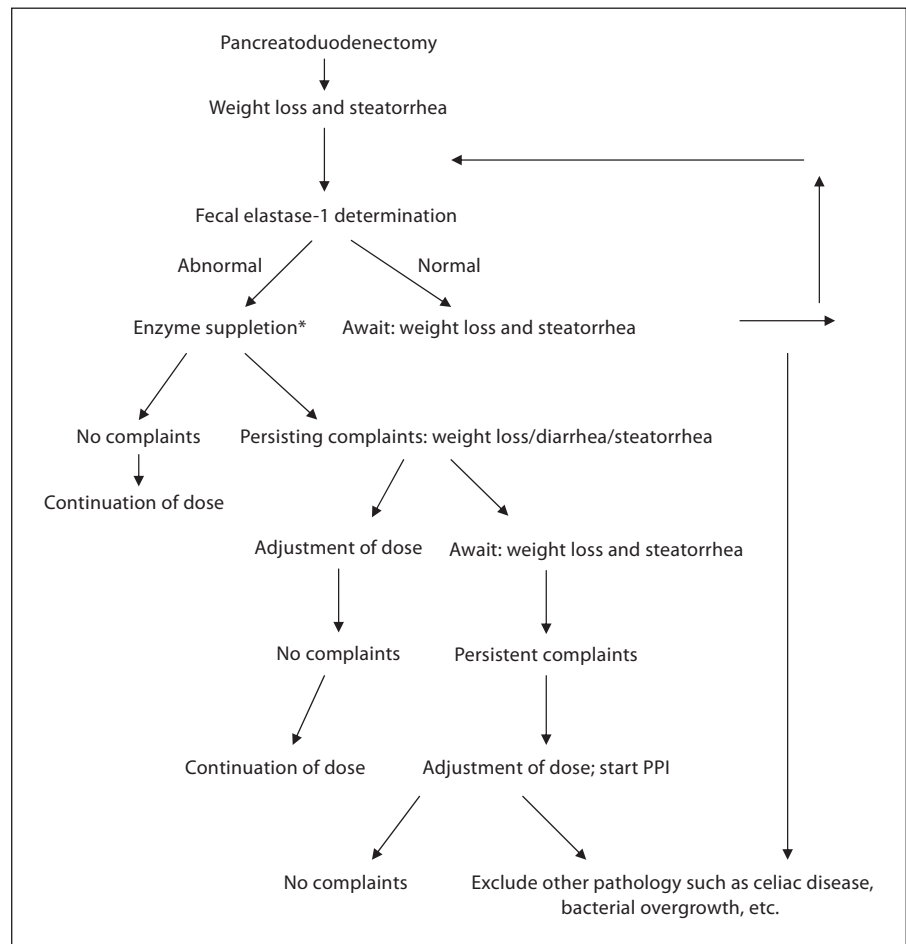 Pancreatoduodenectomy
Weight loss and steatorrhea
Fecal elastase-1 determination
Abnormal
Normal
Enzyme suppletion*
Await: weight loss and steatorrhea
No complaints
Persisting complaints: weight loss/diarrhea/steatorrhea
Continuation of dose
Adjustment of dose
Await: weight loss and steatorrhea
No complaints
Persistent complaints
Continuation of dose
Adjustment of dose; start PPI
No complaints
Exclude other pathology such as celiac disease,
bacterial overgrowth, etc.